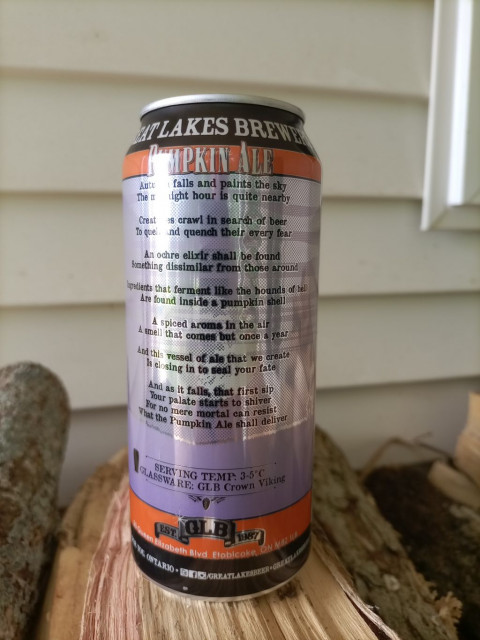 EAT LAKES BREWE
PUMPKIN ALE
Autumn falls and paints the sky
The midnight hour is quite nearby
Creatures crawl in search of beer
To quell and quench their every fear
An ochre elixir shall be found
Something dissimilar from those around
Ingredients that ferment like the hounds of hell
Are found inside a pumpkin shell
A spiced aroma in the air
A smell that comes but once a year
And this vessel of ale that we create
Is closing in to seal your fate
And as it falls, that first sip
Your palate starts to shiver
For no mere mortal can resist
What the Pumpkin Ale shall deliver
SERVING TEMP: 3-5°C
GLASSWARE: GLB Crown Viking
EST. GLB 1987
Queen Elizabeth Blvd. Etobicoke, ON
ONTARIO • /GREATLAKESBEER •